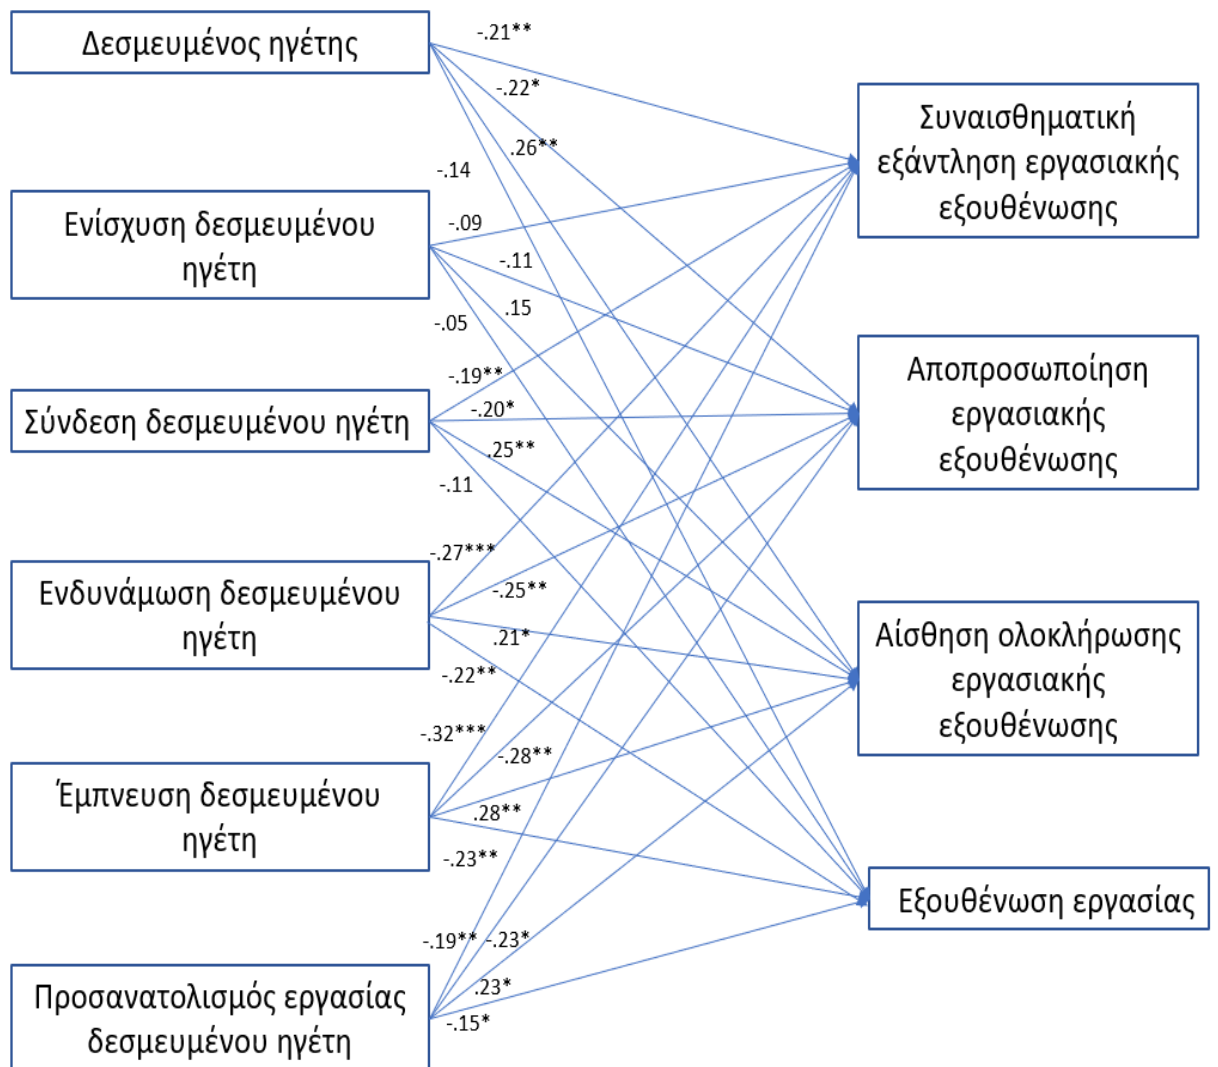 Δεσμευμένος ηγέτης
Ενίσχυση δεσμευμένου
ηγέτη
Σύνδεση δεσμευμένου ηγέτη
Ενδυνάμωση δεσμευμένου
ηγέτη
Έμπνευση δεσμευμένου
ηγέτη
Προσανατολισμός εργασίας
δεσμευμένου ηγέτη
-.21**
-.22*
.26**
-.14
-.09
-.11
.15
-.05
-.19**
-.20*
.25**
-.11
-.27***
-.25**
.21*
-.22**
-.32***
-.28**
.28**
-.23**
-.19**
-.23*
.23*
-.15*
Συναισθηματική
εξάντληση εργασιακής
εξουθένωσης
Αποπροσωποίηση
εργασιακής
εξουθένωσης
Αίσθηση ολοκλήρωσης
εργασιακής
εξουθένωσης
Εξουθένωση εργασίας